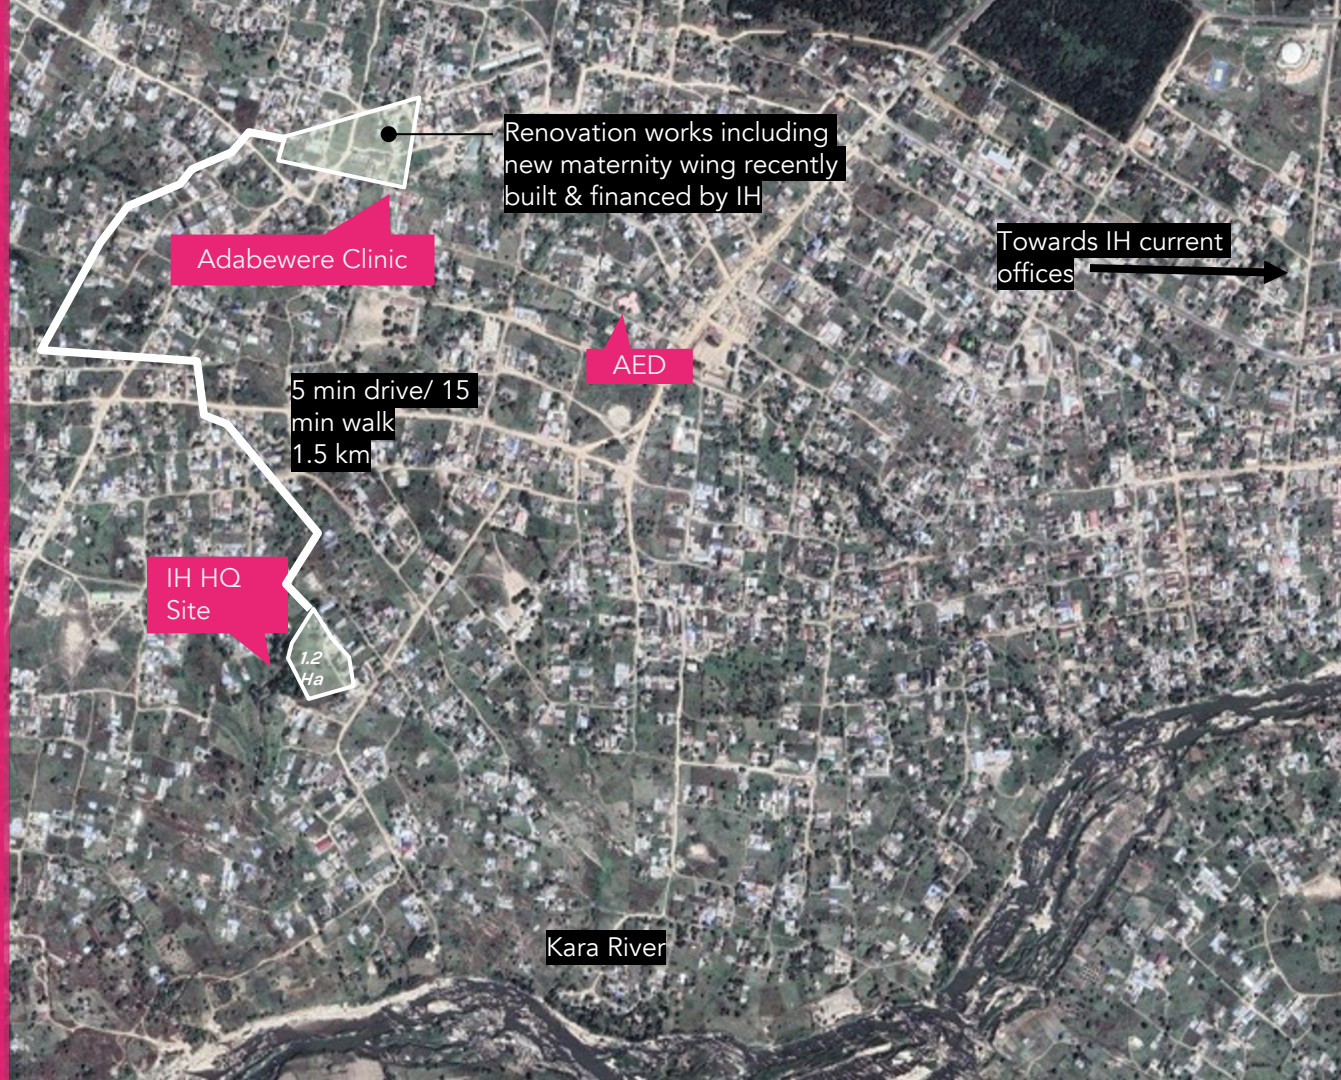 Renovation works including
new maternity wing recently
built & financed by IH
Adabewere Clinic
Towards IH current
offices
AED
5 min drive/ 15
min walk
1.5 km
IH HQ
Site
1.2
Ha
Kara River